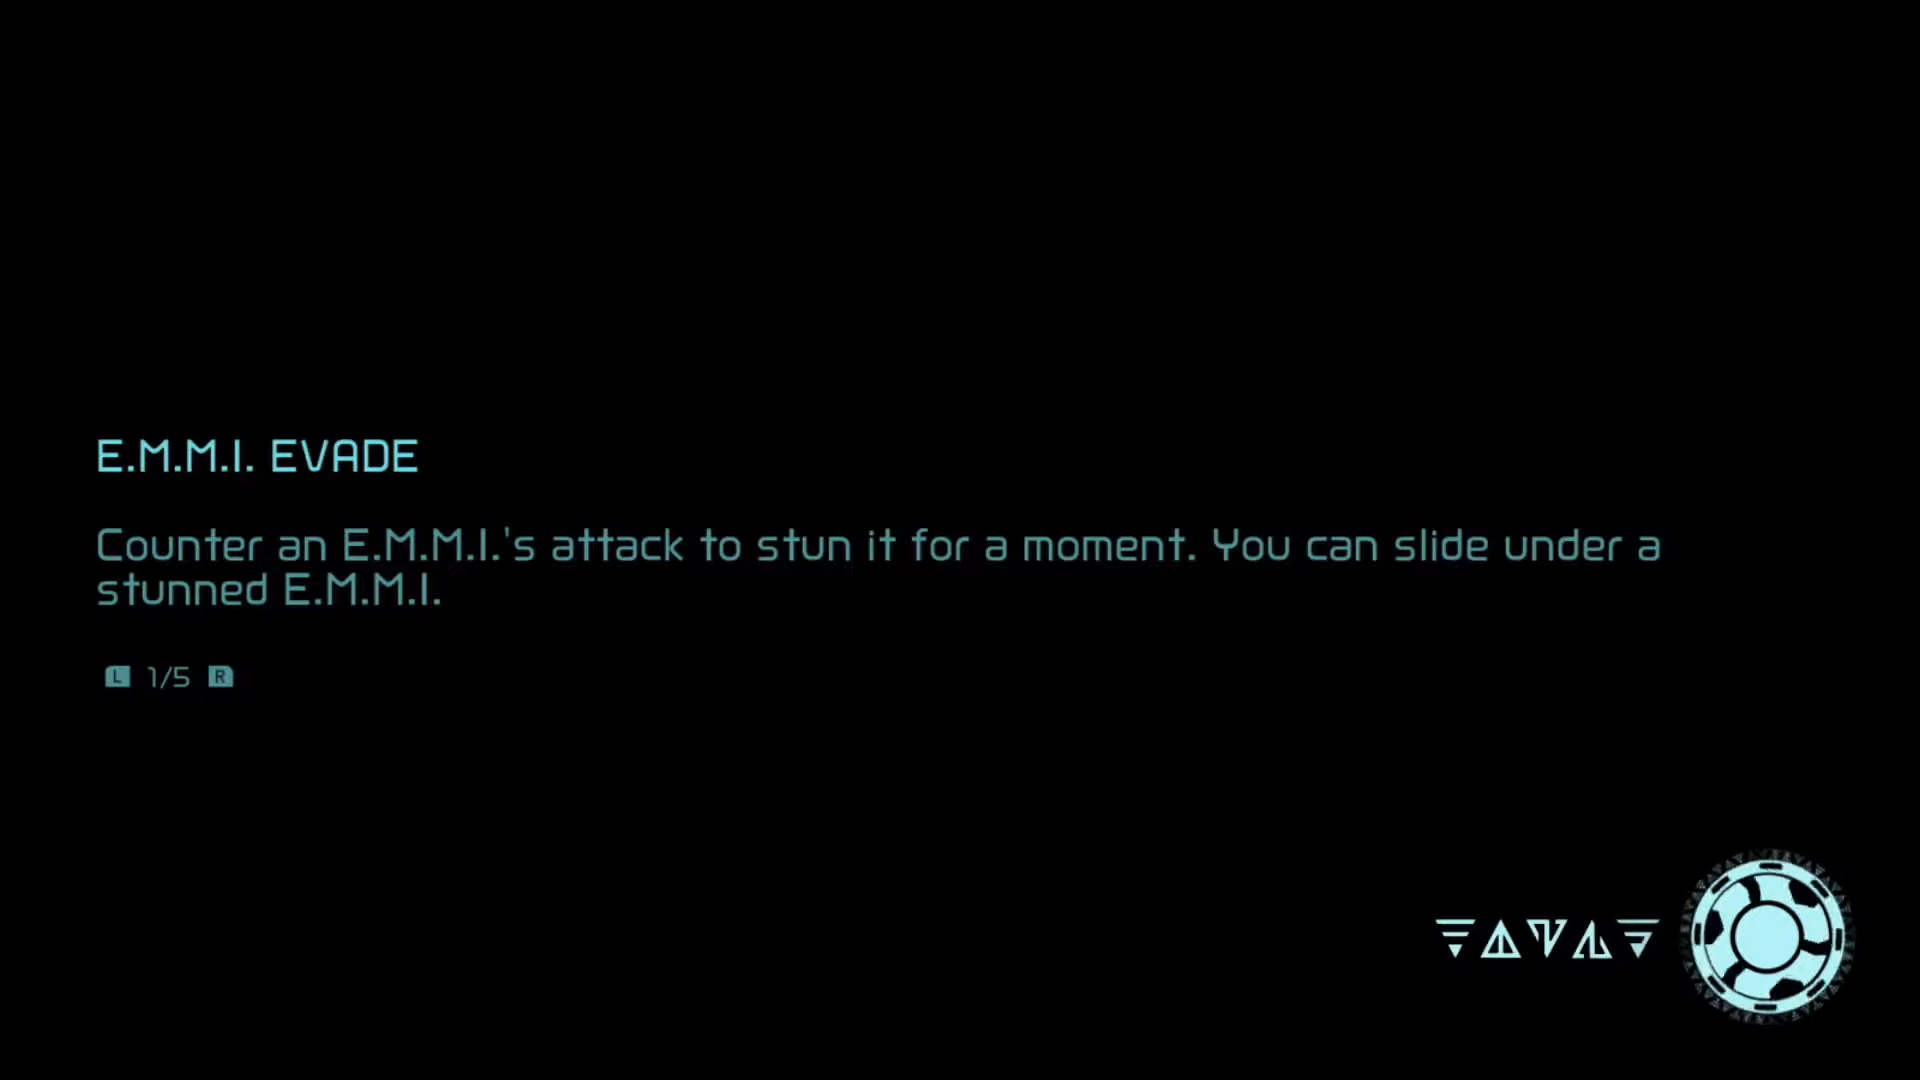 E.M.M.I. EVADE
Counter an E.M.M.I.'s attack to stun it for a moment. You can slide under a
stunned E.M.M.I.
L 1/5 R